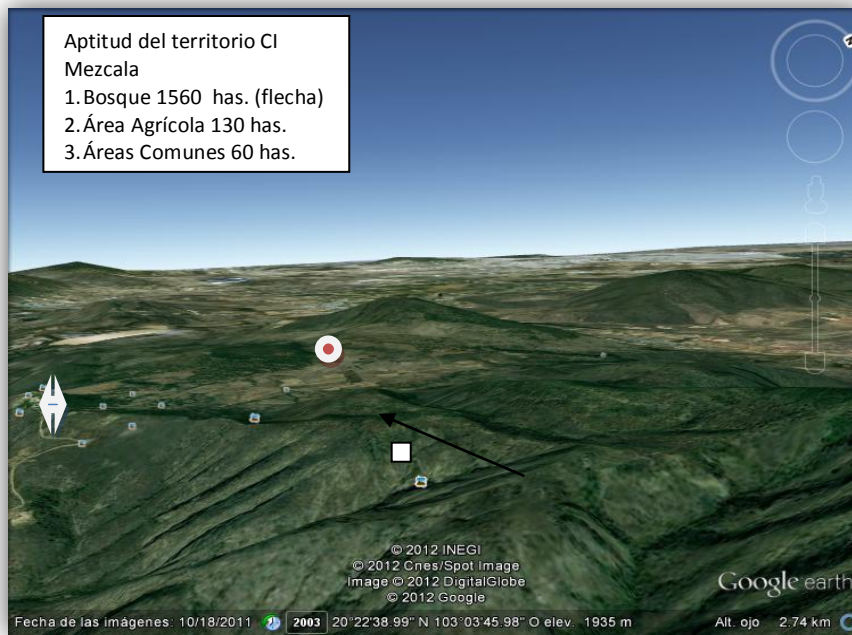 Aptitud del territorio CI
Mezcala
1.Bosque 1560 has. (flecha)
2.Área Agrícola 130 has.
3.Áreas Comunes 60 has.
© 2012 INEGI
© 2012 Cnes/Spot Image
Image © 2012 DigitalGlobe
© 2012 Google
Google earth
Fecha de las imágenes: 10/18/2011 2003 20°22'38.99" N 103°03'45.98" O elev. 1935 m Alt. ojo 2.74 km